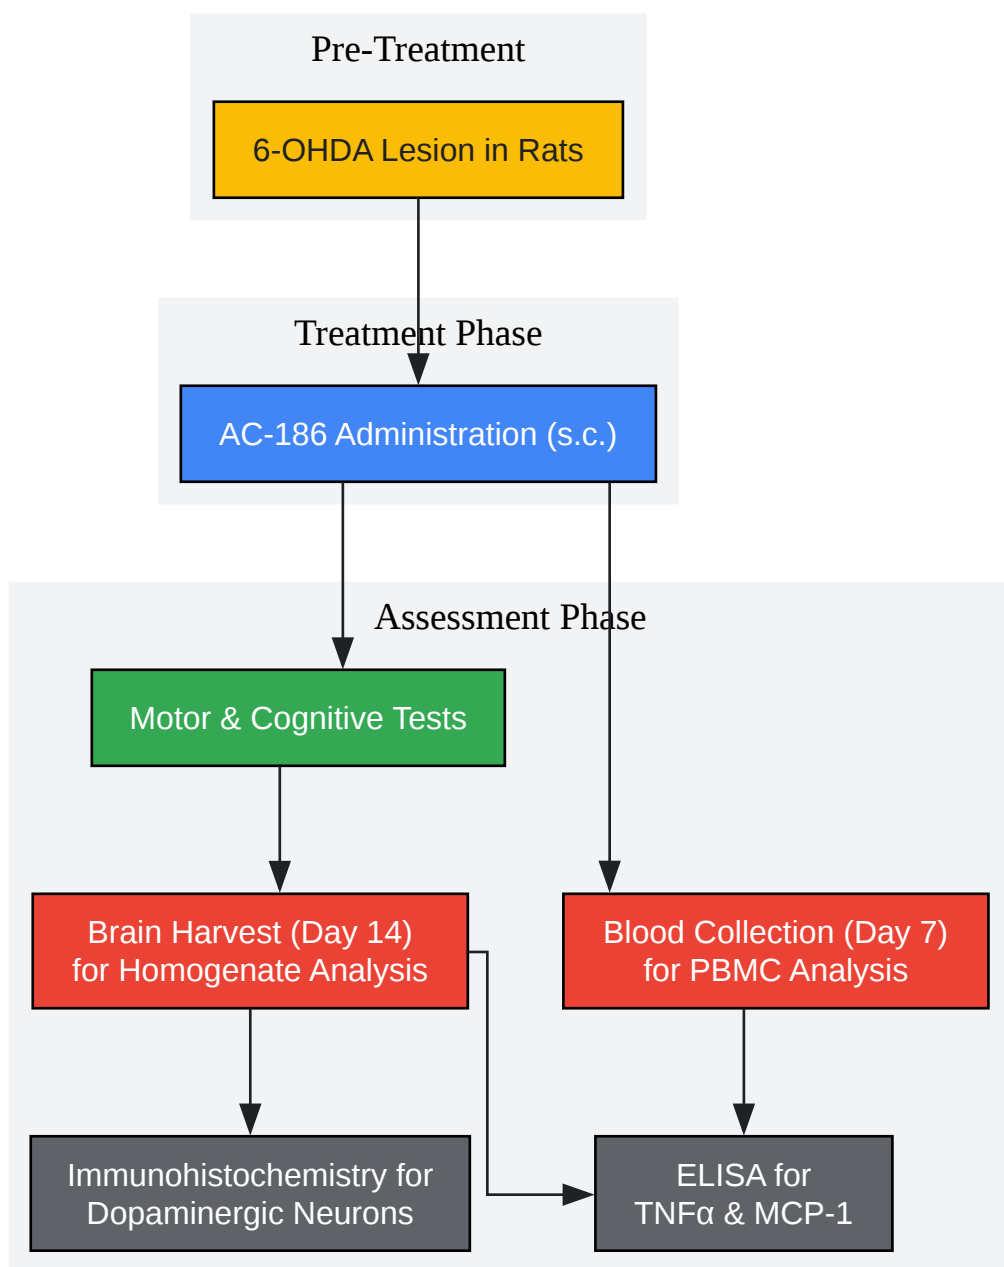 Pre-Treatment
6-OHDA Lesion in Rats
Treatment Phase
AC-186 Administration (s.c.)
Assessment Phase
Motor & Cognitive Tests
Brain Harvest (Day 14)
for Homogenate Analysis
Blood Collection (Day 7)
for PBMC Analysis
Immunohistochemistry for
Dopaminergic Neurons
ELISA for
TNFα & MCP-1